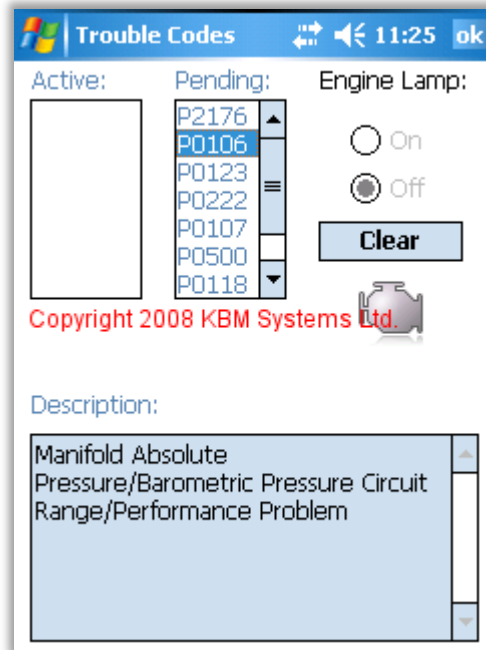 Trouble Codes 11:25 ok
Active: Pending: Engine Lamp:
P2176
P0106
P0123
P0222
P0107
P0500
P0118
On
Off
Clear
Copyright 2008 KBM Systems Ltd.
Description:
Manifold Absolute
Pressure/Barometric Pressure Circuit
Range/Performance Problem